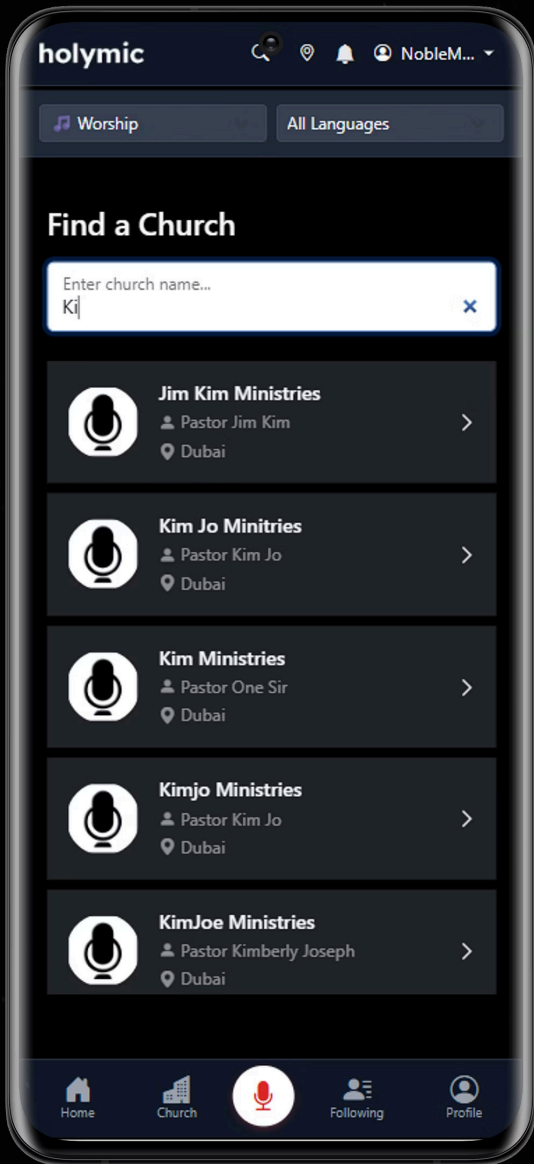 holymic
NobleM...
Worship
All Languages
Find a Church
Enter church name...
Ki
Jim Kim Ministries
Pastor Jim Kim
Dubai
Kim Jo Minitries
Pastor Kim Jo
Dubai
Kim Ministries
Pastor One Sir
Dubai
Kimjo Ministries
Pastor Kim Jo
Dubai
KimJoe Ministries
Pastor Kimberly Joseph
Dubai
Home
Church
Following
Profile